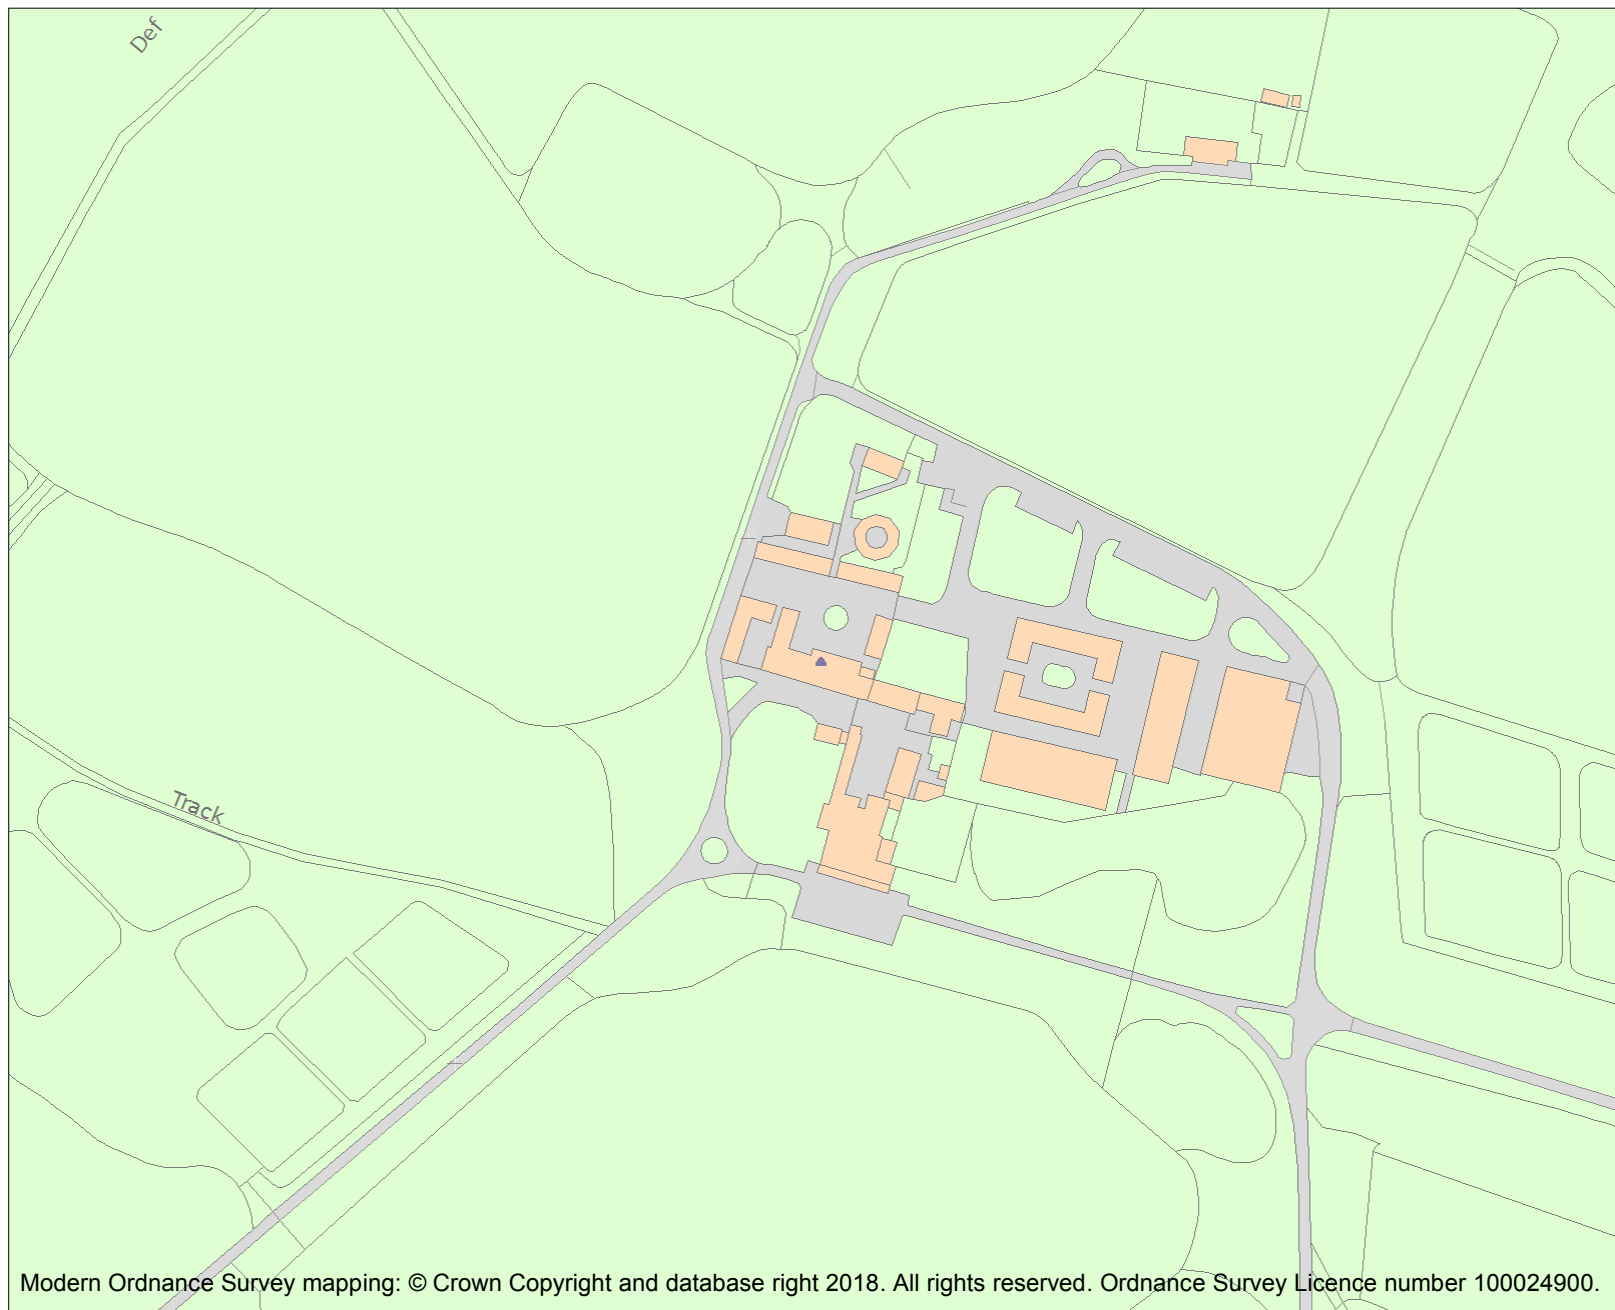 Def
Track
Modern Ordnance Survey mapping: © Crown Copyright and database right 2018. All rights reserved. Ordnance Survey Licence number 100024900.